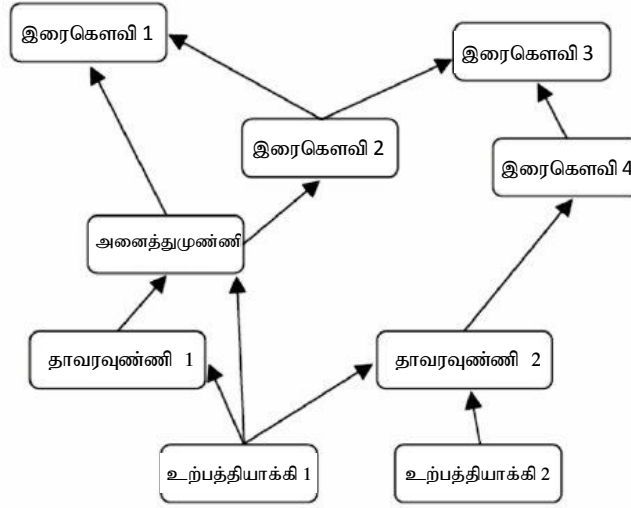 இரைகௌவி 1
இரைகௌவி 3
இரைகௌவி 2
இரைகௌவி 4
அனைத்துமுண்ணி
தாவரவுண்ணி 1
தாவரவுண்ணி 2
உற்பத்தியாக்கி 1
உற்பத்தியாக்கி 2